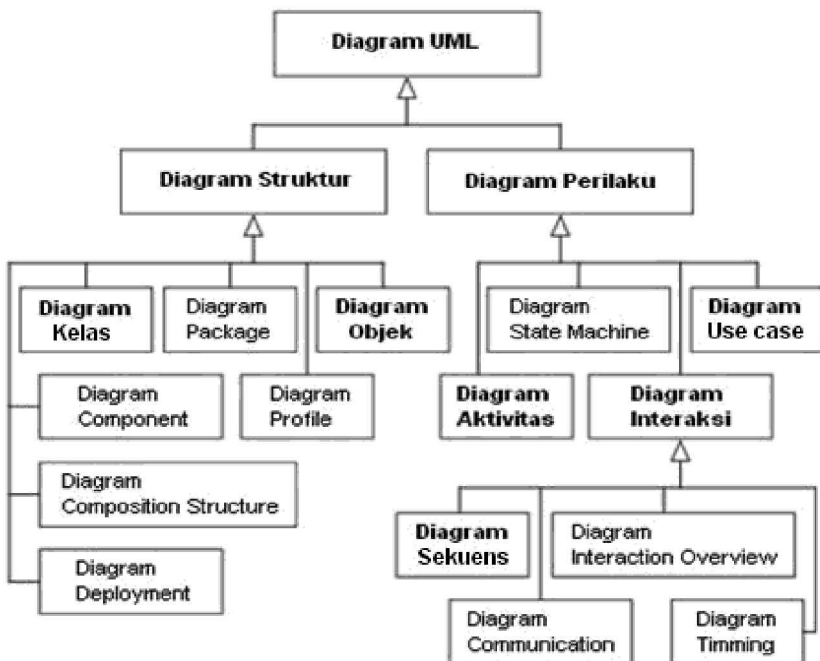 Diagram UML
Diagram Struktur
Diagram Perilaku
Diagram
Kelas
Diagram
Package
Diagram
Objek
Diagram
Component
Diagram
Profile
Diagram
Composition Structure
Diagram
Deployment
Diagram
State Machine
Diagram
Use case
Diagram
Aktivitas
Diagram
Interaksi
Diagram
Sekuens
Diagram
Interaction Overview
Diagram
Communication
Diagram
Timming